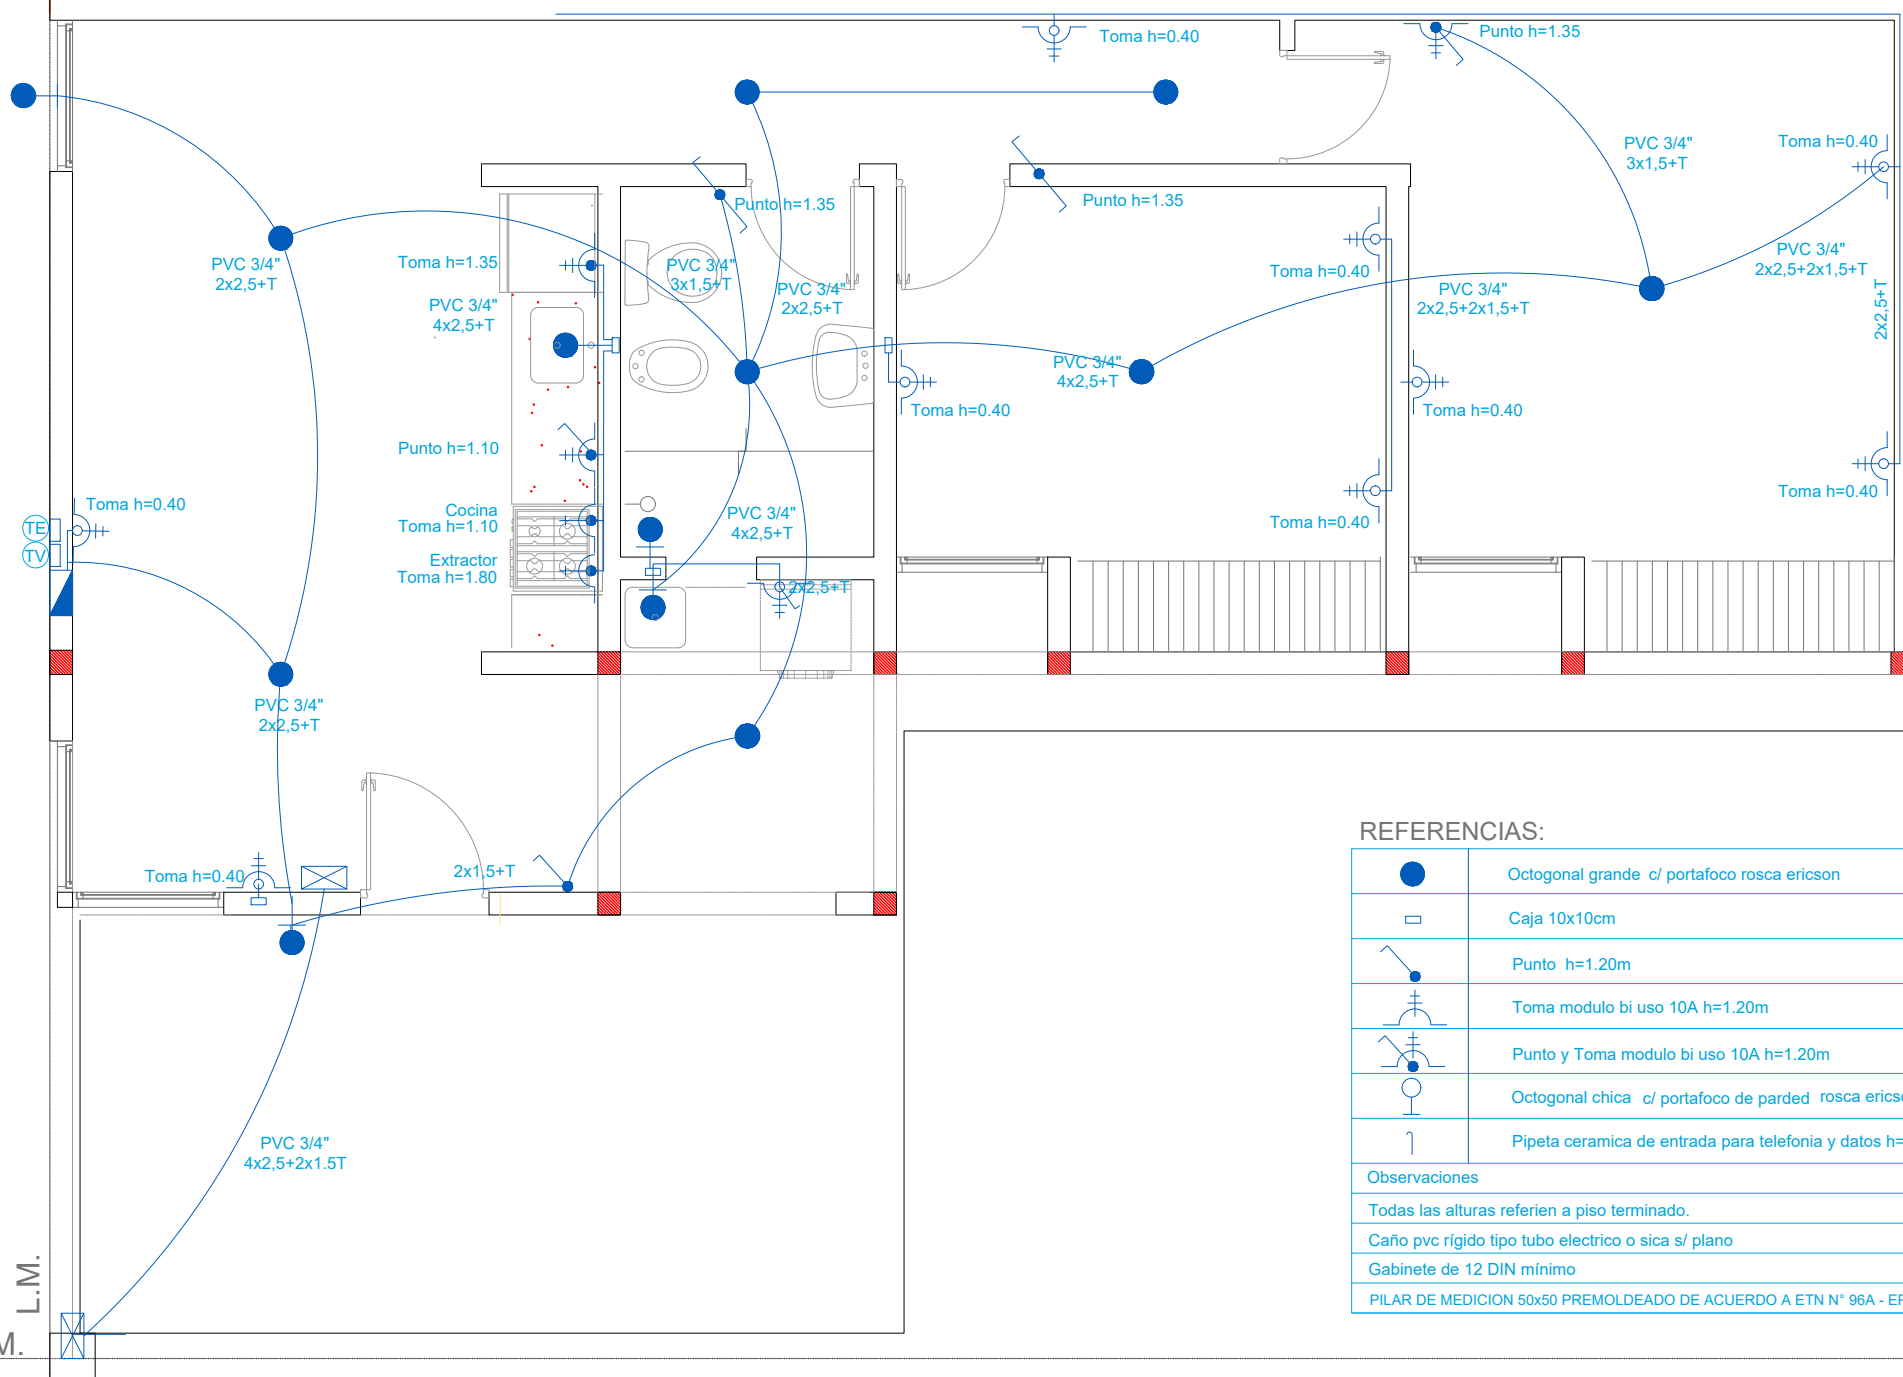 Toma h=0.40
Punto h=1.35
PVC 3/4"
3x1,5+T
Toma h=0.40
Punto h=1.35
Punto h=1.35
PVC 3/4"
2x2,5+T
Toma h=1.35
PVC 3/4"
3x1,5+T
PVC 3/4"
2x2,5+T
Toma h=0.40
PVC 3/4"
2x2,5+2x1,5+T
PVC 3/4"
2x2,5+2x1,5+T
2x2,5+T
PVC 3/4"
4x2,5+T
PVC 3/4"
4x2,5+T
Toma h=0.40
Toma h=0.40
Punto h=1.10
Toma h=0.40
Cocina
Toma h=1.10
PVC 3/4"
4x2,5+T
Toma h=0.40
Toma h=0.40
TE
TV
Extractor
Toma h=1.80
2x2,5+T
PVC 3/4"
2x2,5+T
Toma h=0.40
2x1,5+T
PVC 3/4"
4x2,5+2x1.5T
L.M.
M.
REFERENCIAS:
Octogonal grande c/ portafoco rosca ericson
Caja 10x10cm
Punto h=1.20m
Toma modulo bi uso 10A h=1.20m
Punto y Toma modulo bi uso 10A h=1.20m
Octogonal chica c/ portafoco de parded rosca erics
Pipeta ceramica de entrada para telefonia y datos h=
Observaciones
Todas las alturas referien a piso terminado.
Caño pvc rígido tipo tubo electrico o sica s/ plano
Gabinete de 12 DIN mínimo
PILAR DE MEDICION 50x50 PREMOLDEADO DE ACUERDO A ETN N° 96A - E